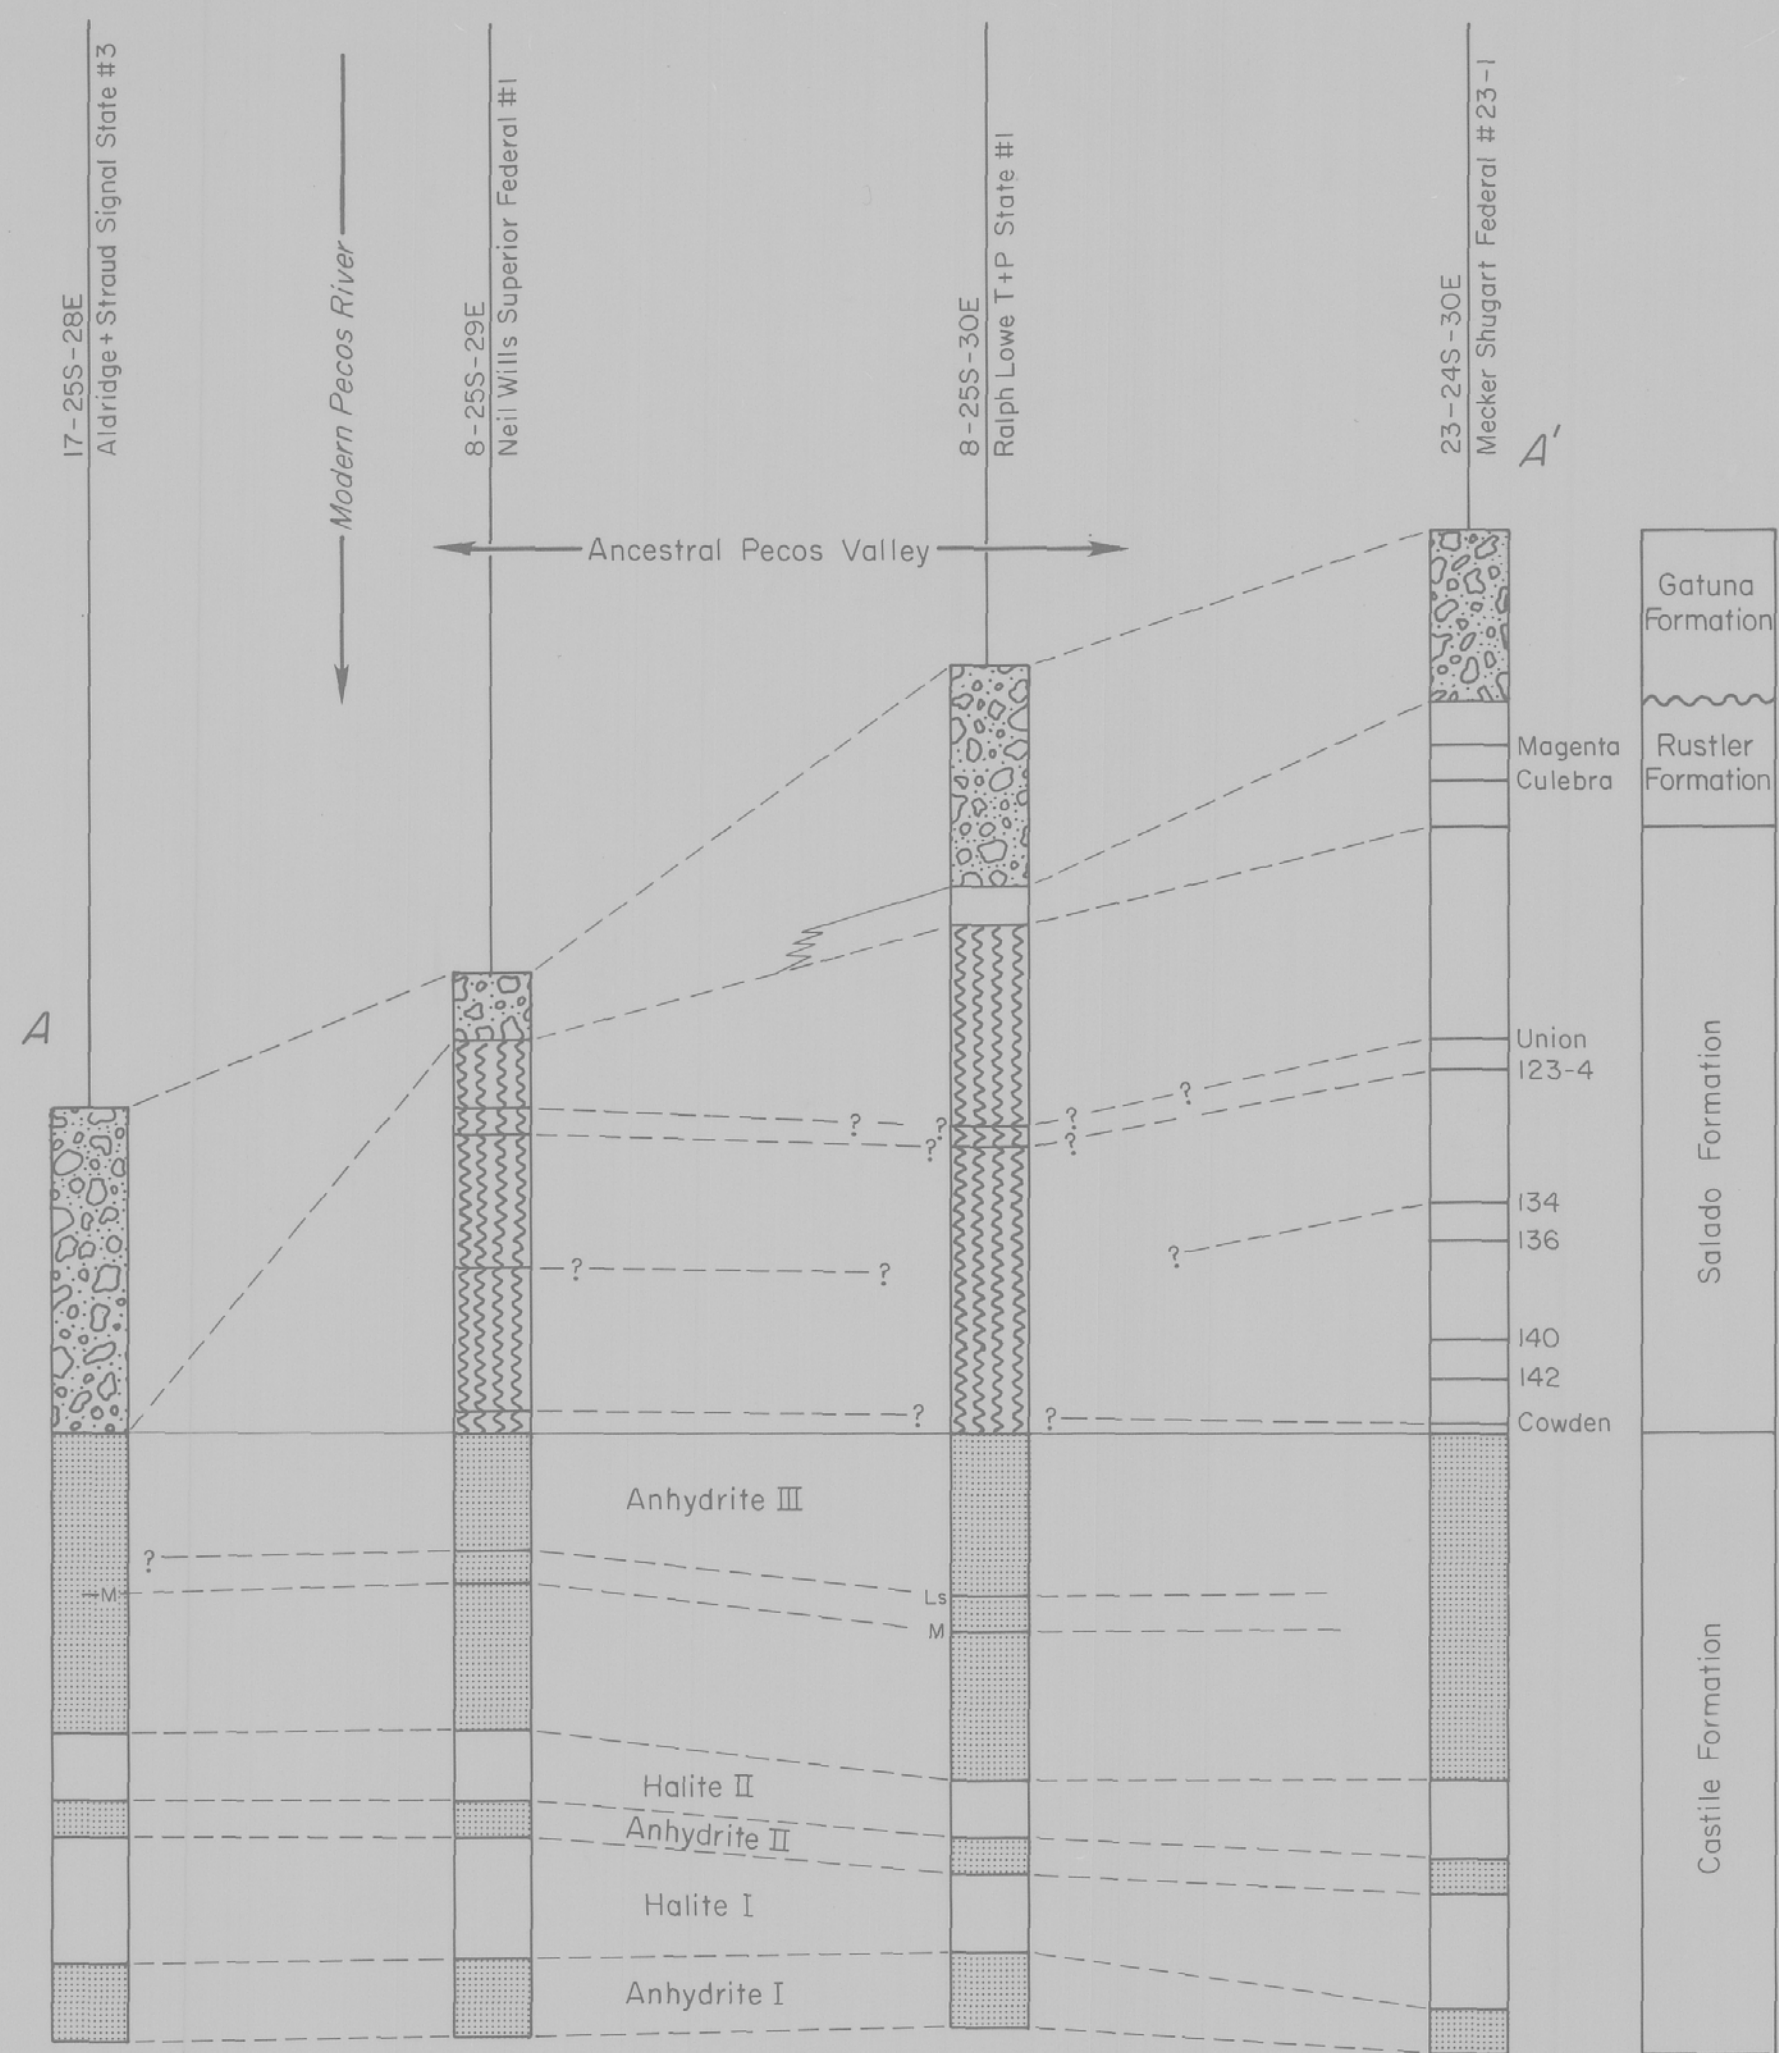 17-25S-28E
Aldridge+ Straud Signal State #3
Modern Pecos River
8-25S-29E
Neil Wills Superior Federal #1
8-25S-30E
Ralph Lowe T+P State #1
23-24S-30E
Mecker Shugart Federal #23-1
A'
Ancestral Pecos Valley
Gatuna
Formation
Magenta
Culebra
Rustler
Formation
A
Union
123-4
? ? ? ? ? ?
134
136
? ? ?
140
142
? ? Cowden
Salado Formation
Anhydrite III
?
M
Ls
M
Halite II
Anhydrite II
Halite I
Anhydrite I
Castile Formation